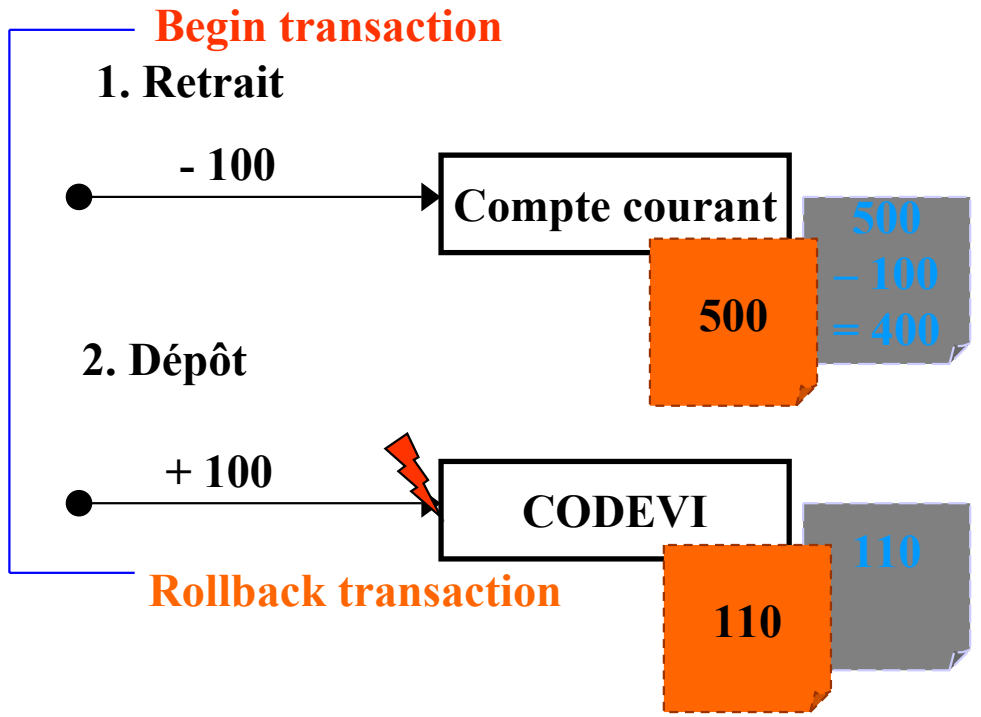 Begin transaction
1. Retrait
- 100
Compte courant
500
– 100
= 400
500
2. Dépôt
+ 100
CODEVI
110
Rollback transaction
110